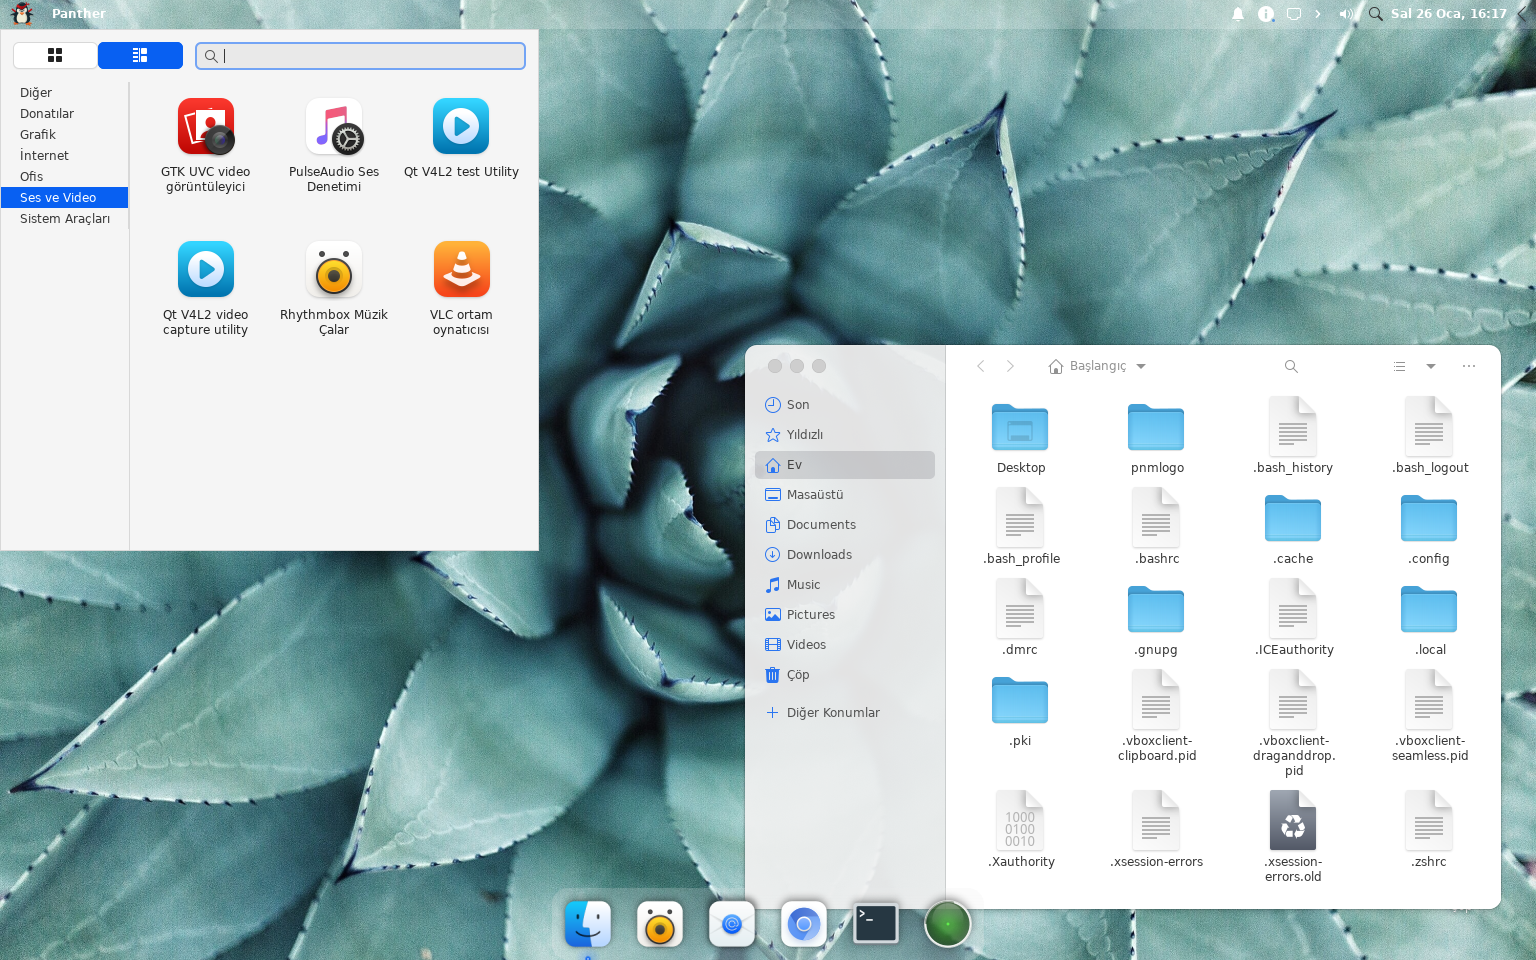 Panther
Sal 26 Oca, 16:17
Diğer
Donatılar
Grafik
İnternet
Ofis
Ses ve Video
Sistem Araçları
GTK UVC video
görüntüleyici
PulseAudio Ses
Denetimi
Qt V4L2 test Utility
Qt V4L2 video
capture utility
Rhythmbox Müzik
Çalar
VLC ortam
oynatıcısı
Başlangıç
Son
Yıldızlı
Ev
Masaüstü
Documents
Downloads
Music
Pictures
Videos
Çöp
Diğer Konumlar
Desktop
pnmlogo
.bash_history
.bash_logout
.bash_profile
.bashrc
.cache
.config
.dmrc
.gnupg
.ICEauthority
.local
.pki
.vboxclient-
clipboard.pid
.vboxclient-
draganddrop.
pid
.vboxclient-
seamless.pid
1000
0100
0010
.Xauthority
.xsession-errors
.xsession-
errors.old
.zshrc
>_